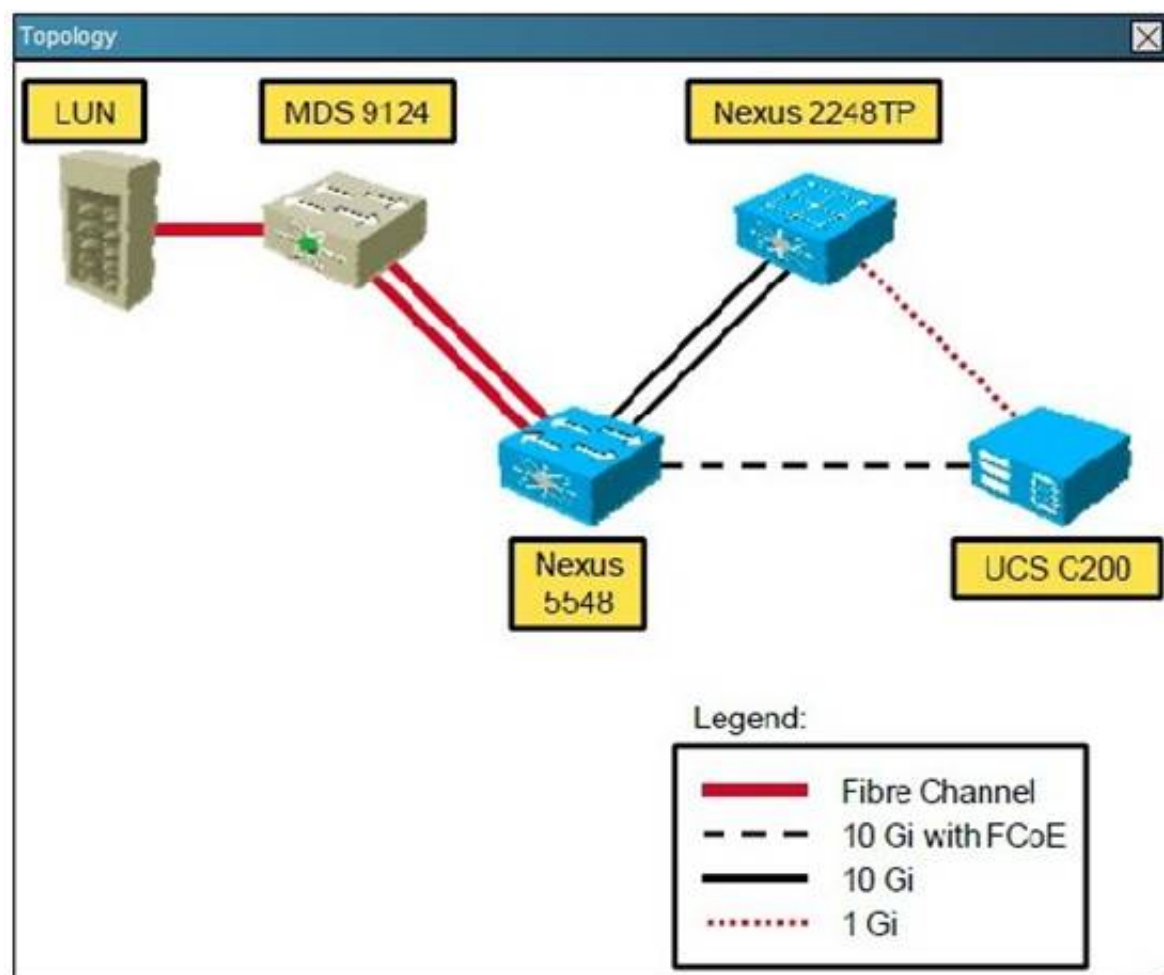 Topology
LUN
MDS 9124
Nexus 2248TP
Nexus
5548
UCS C200
Legend:
Fibre Channel
10 Gi with FCoE
10 Gi
1 Gi